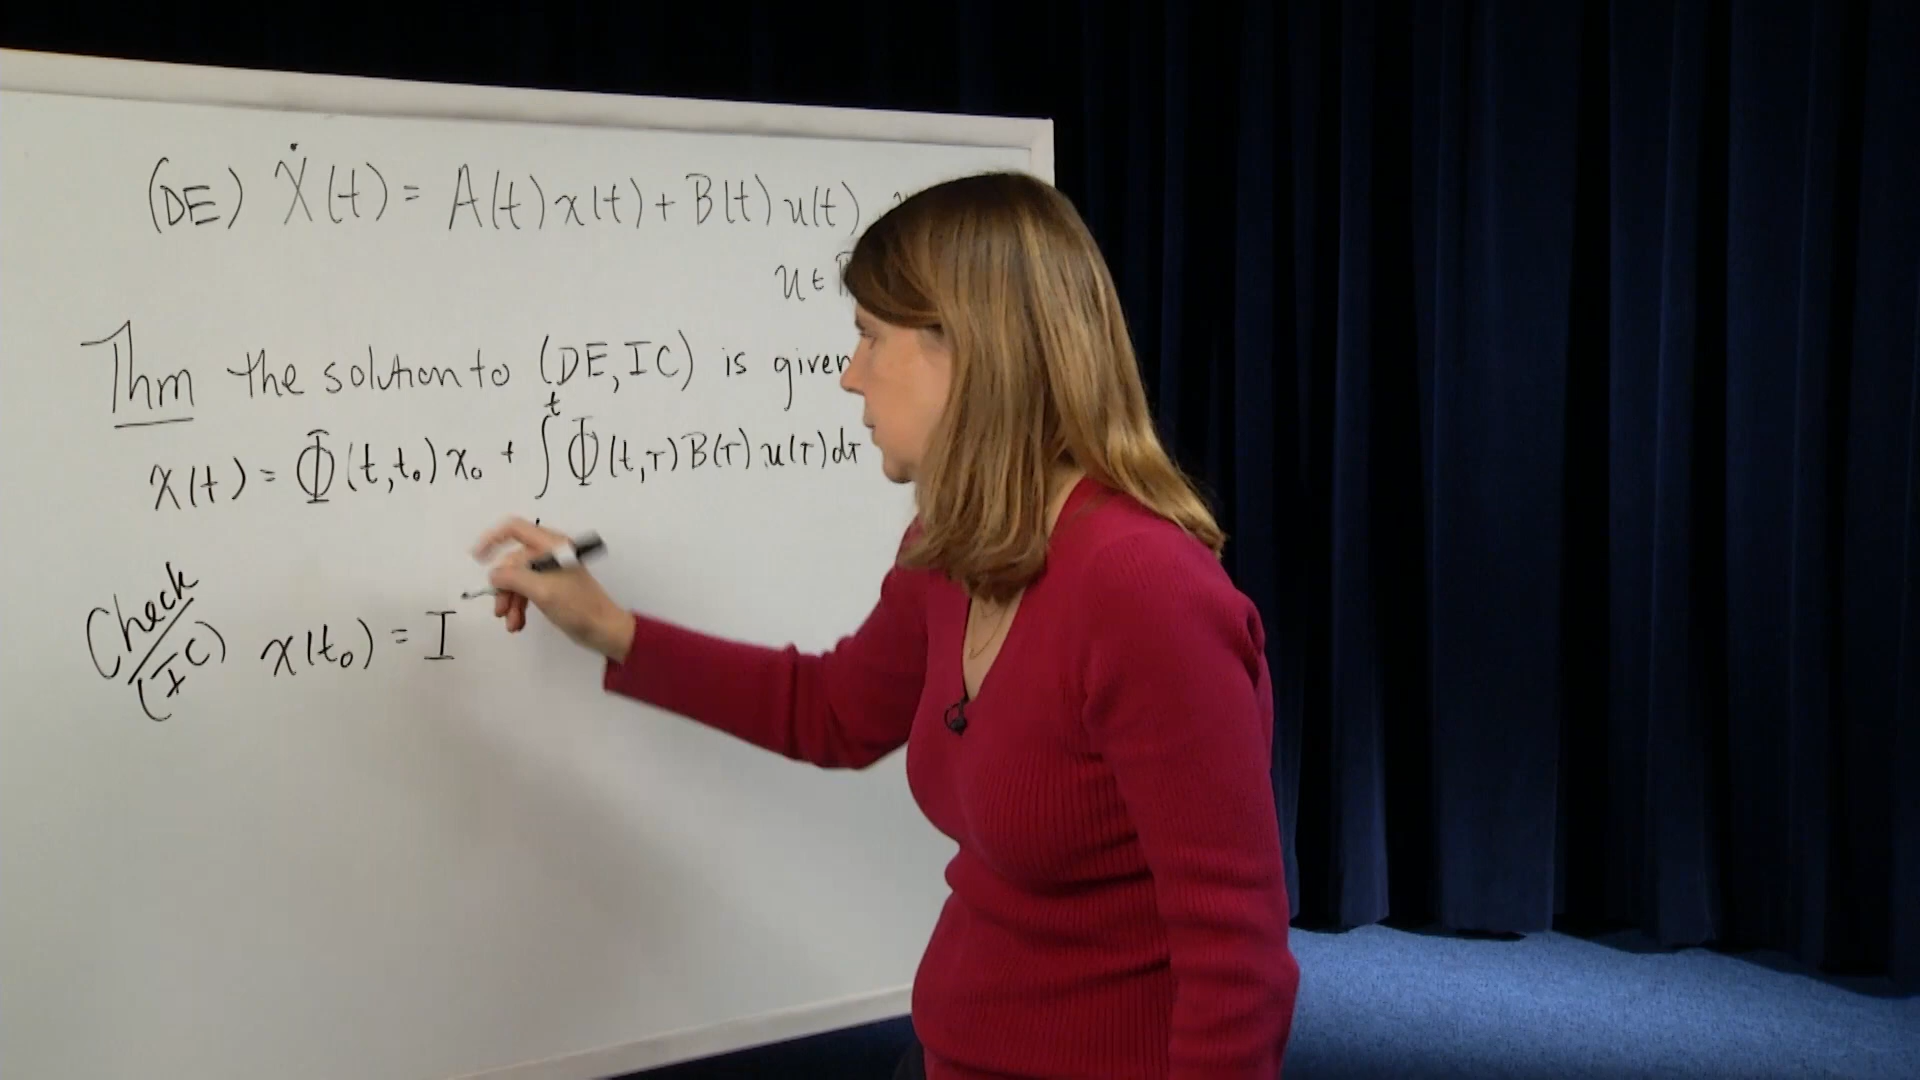 (DE) Ẋ(t) = A(t)x(t) + B(t)u(t)
u ∈
Thm the solution to (DE, IC) is given
x(t) = Φ(t,t₀)x₀ + ∫ᵗ Φ(t,τ)B(τ)u(τ)dτ
Check
(IC) x(t₀) = I